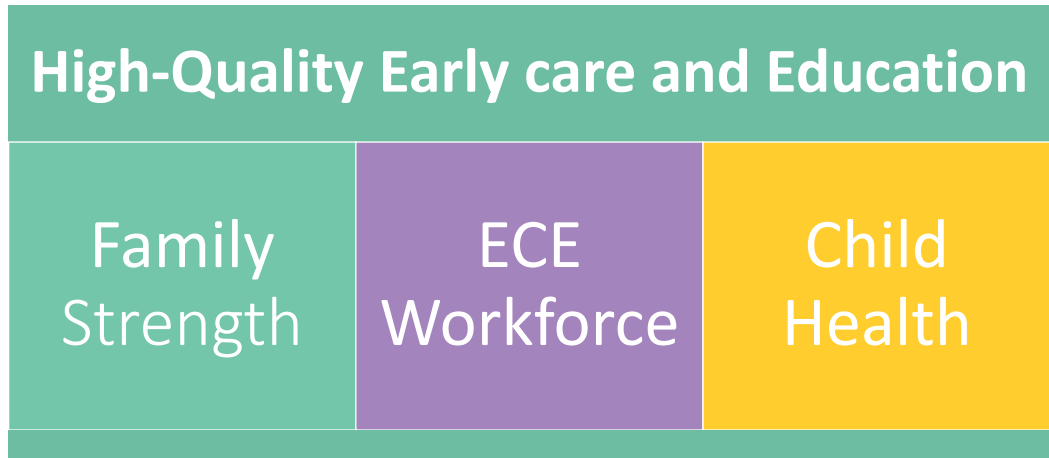 High-Quality Early care and Education
Family
Strength
ECE
Workforce
Child
Health